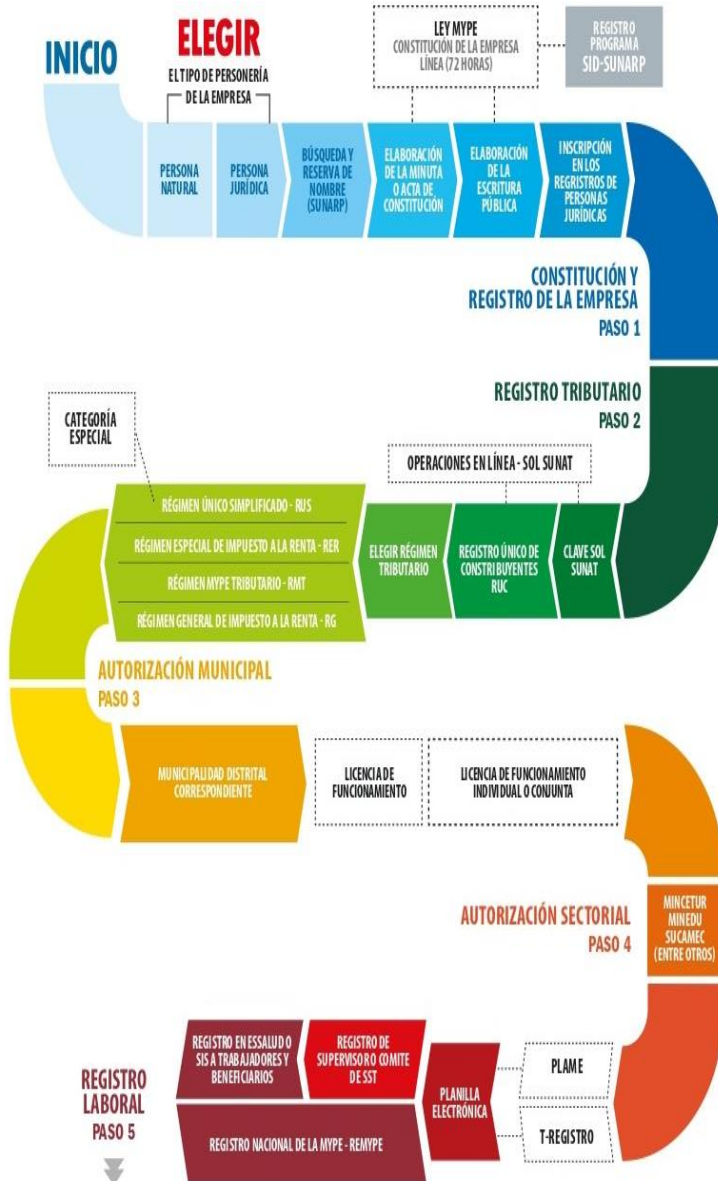 INICIO
ELEGIR
EL TIPO DE PERSONERÍA
DE LA EMPRESA
LEY MYPE
CONSTITUCIÓN DE LA EMPRESA
LÍNEA (72 HORAS)
REGISTRO
PROGRAMA
SID-SUNARP
PERSONA
NATURAL
PERSONA
JURÍDICA
BÚSQUEDA Y
RESERVA DE
NOMBRE
(SUNARP)
ELABORACIÓN
DE LA MINUTA
O ACTA DE
CONSTITUCIÓN
ELABORACIÓN
DE LA
ESCRITURA
PÚBLICA
INSCRIPCIÓN
EN LOS
REGRISTROS DE
PERSONAS
JURÍDICAS
CONSTITUCIÓN Y
REGISTRO DE LA EMPRESA
PASO 1
REGISTRO TRIBUTARIO
PASO 2
CATEGORÍA
ESPECIAL
OPERACIONES EN LÍNEA - SOL SUNAT
RÉGIMEN ÚNICO SIMPLIFICADO - RUS
RÉGIMEN ESPECIAL DE IMPUESTO A LA RENTA - RER
RÉGIMEN MYPE TRIBUTARIO - RMT
RÉGIMEN GENERAL DE IMPUESTO A LA RENTA - RG
ELEGIR RÉGIMEN
TRIBUTARIO
REGISTRO ÚNICO DE
CONSTRIBUYENTES
RUC
CLAVE SOL
SUNAT
AUTORIZACIÓN MUNICIPAL
PASO 3
MUNICIPALIDAD DISTRITAL
CORRESPONDIENTE
LICENCIA DE
FUNCIONAMIENTO
LICENCIA DE FUNCIONAMIENTO
INDIVIDUAL O CONJUNTA
AUTORIZACIÓN SECTORIAL
PASO 4
MINCETUR
MINEDU
SUCAMEC
(ENTRE OTROS)
REGISTRO
LABORAL
PASO 5
REGISTRO EN ESSALUD O
SIS A TRABAJADORES Y
BENEFICIARIOS
REGISTRO DE
SUPERVISOR O COMITE
DE SST
REGISTRO NACIONAL DE LA MYPE - REMYPE
PLANILLA
ELECTRÓNICA
PLAME
T-REGISTRO